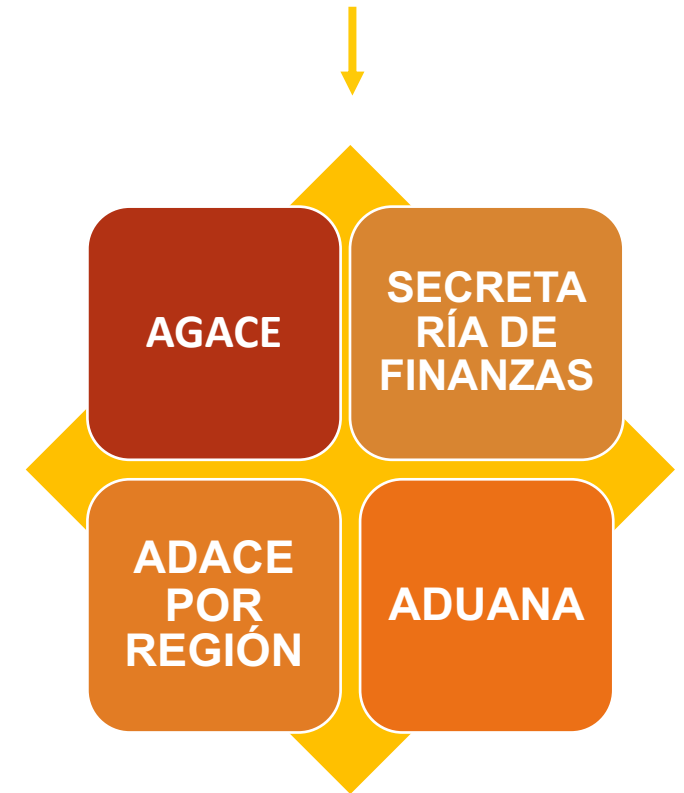 AGACE
SECRETA
RÍA DE
FINANZAS
ADACE
POR
REGIÓN
ADUANA